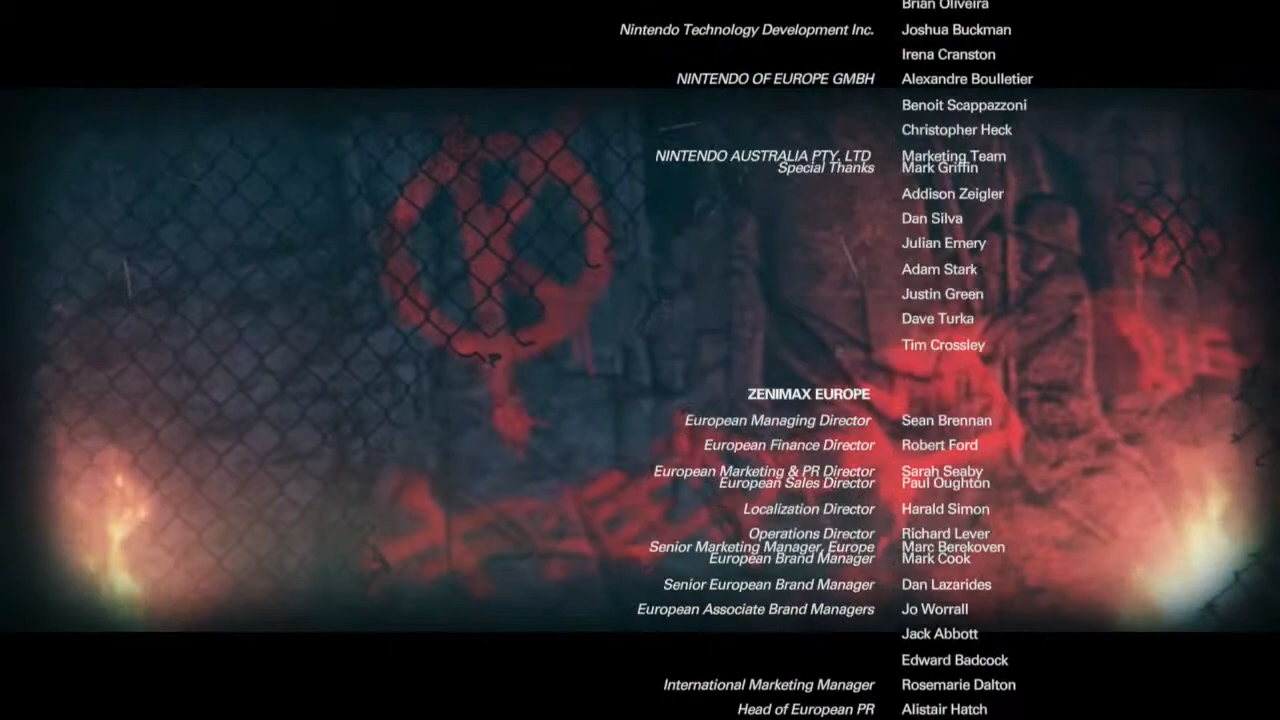 Brian Oliveira
Nintendo Technology Development Inc. Joshua Buckman
Irena Cranston
NINTENDO OF EUROPE GMBH Alexandre Boulletier
Benoit Scappazzoni
Christopher Heck
NINTENDO AUSTRALIA PTY. LTD Marketing Team
Special Thanks Mark Griffin
Addison Zeigler
Dan Silva
Julian Emery
Adam Stark
Justin Green
Dave Turka
Tim Crossley
ZENIMAX EUROPE
European Managing Director Sean Brennan
European Finance Director Robert Ford
European Marketing & PR Director Sarah Seaby
European Sales Director Paul Oughton
Localization Director Harald Simon
Operations Director Richard Lever
Senior Marketing Manager, Europe Marc Berekoven
European Brand Manager Mark Cook
Senior European Brand Manager Dan Lazarides
European Associate Brand Managers Jo Worrall
Jack Abbott
Edward Badcock
International Marketing Manager Rosemarie Dalton
Head of European PR Alistair Hatch